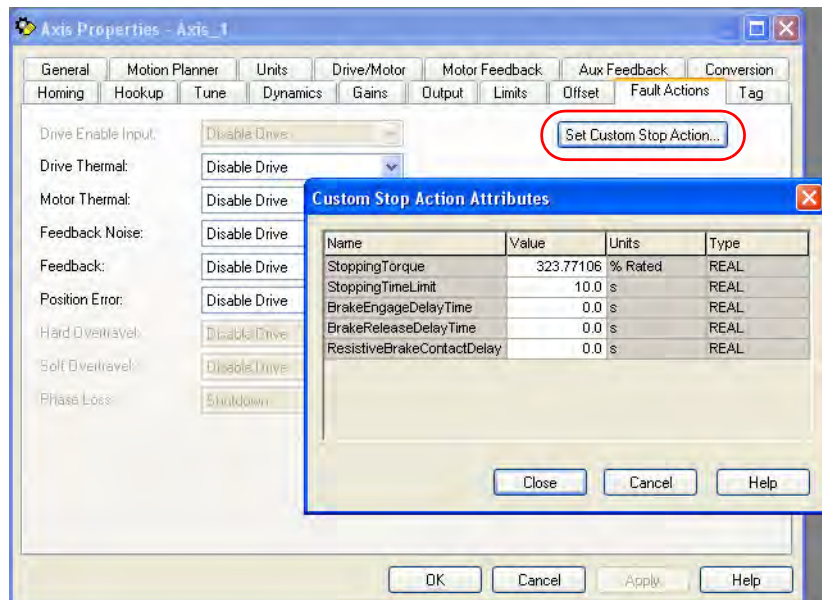 Axis Properties - Axis_1
General Motion Planner Units Drive/Motor Motor Feedback Aux Feedback Conversion
Homing Hookup Tune Dynamics Gains Output Limits Offset Fault Actions Tag
Drive Enable Input: Disable Drive Set Custom Stop Action...
Drive Thermal: Disable Drive
Motor Thermal: Disable Drive
Feedback Noise: Disable Drive
Feedback: Disable Drive
Position Error: Disable Drive
Hard Overtravel: Disable Drive
Soft Overtravel: Disable Drive
Phase Loss: Shutdown
Custom Stop Action Attributes
Name Value Units Type
StoppingTorque 323.77106 % Rated REAL
StoppingTimeLimit 10.0 s REAL
BrakeEngageDelayTime 0.0 s REAL
BrakeReleaseDelayTime 0.0 s REAL
ResistiveBrakeContactDelay 0.0 s REAL
Close Cancel Help
OK Cancel Apply Help